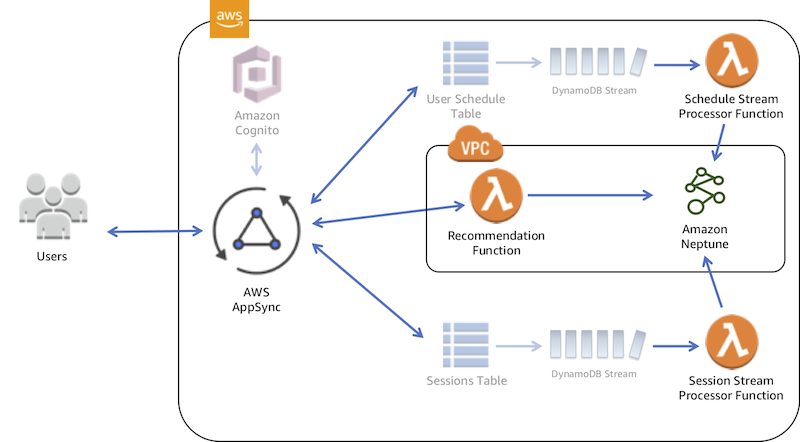 aws
Amazon
Cognito
User Schedule
Table
DynamoDB Stream
Schedule Stream
Processor Function
VPC
Users
AWS
AppSync
Recommendation
Function
Amazon
Neptune
Sessions Table
DynamoDB Stream
Session Stream
Processor Function